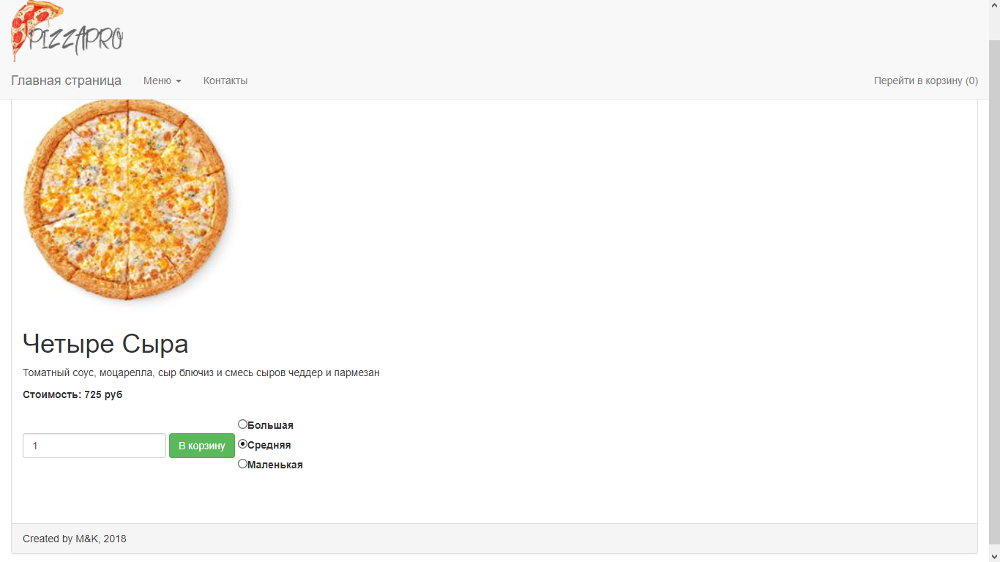 PIZZAPRO
Главная страница Меню Контакты Перейти в корзину (0)
Четыре Сыра
Томатный соус, моцарелла, сыр блючиз и смесь сыров чеддер и пармезан
Стоимость: 725 руб
Большая
1 В корзину Средняя
Маленькая
Created by M&K, 2018